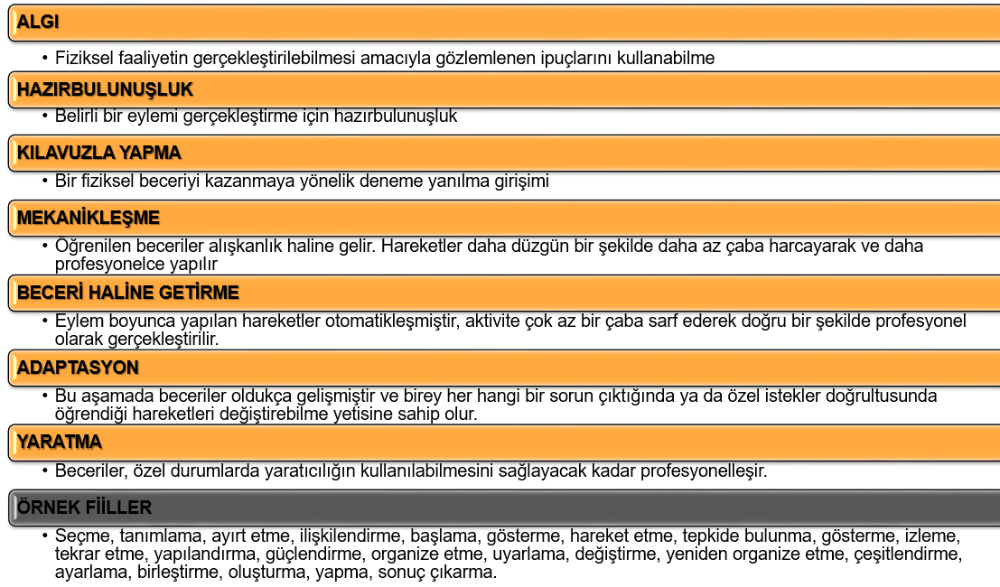 ALGI
• Fiziksel faaliyetin gerçekleştirilebilmesi amacıyla gözlemlenen ipuçlarını kullanabilme
HAZIRBULUNUŞLUK
• Belirli bir eylemi gerçekleştirme için hazırbulunuşluk
KILAVUZLA YAPMA
• Bir fiziksel beceriyi kazanmaya yönelik deneme yanılma girişimi
MEKANİKLEŞME
• Öğrenilen beceriler alışkanlık haline gelir. Hareketler daha düzgün bir şekilde daha az çaba harcayarak ve daha
profesyonelce yapılır
BECERİ HALİNE GETİRME
• Eylem boyunca yapılan hareketler otomatikleşmiştir, aktivite çok az bir çaba sarf ederek doğru bir şekilde profesyonel
olarak gerçekleştirilir.
ADAPTASYON
• Bu aşamada beceriler oldukça gelişmiştir ve birey her hangi bir sorun çıktığında ya da özel istekler doğrultusunda
öğrendiği hareketleri değiştirebilme yetisine sahip olur.
YARATMA
• Beceriler, özel durumlarda yaratıcılığın kullanılabilmesini sağlayacak kadar profesyonelleşir.
ÖRNEK FİİLLER
• Seçme, tanımlama, ayırt etme, ilişkilendirme, başlama, gösterme, hareket etme, tepkide bulunma, gösterme, izleme,
tekrar etme, yapılandırma, güçlendirme, organize etme, uyarlama, değiştirme, yeniden organize etme, çeşitlendirme,
ayarlama, birleştirme, oluşturma, yapma, sonuç çıkarma.